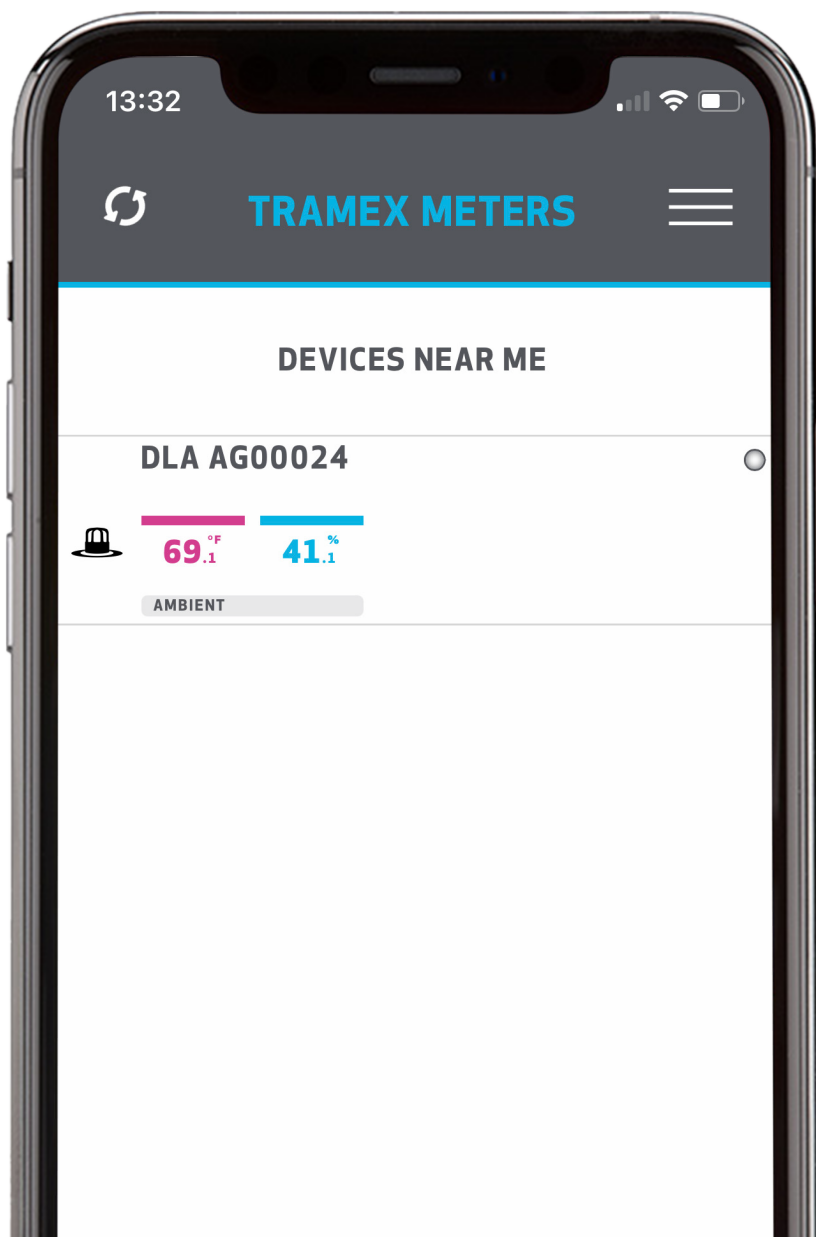 13:32
TRAMEX METERS
DEVICES NEAR ME
DLA AG00024
69.1°F 41.1%
AMBIENT